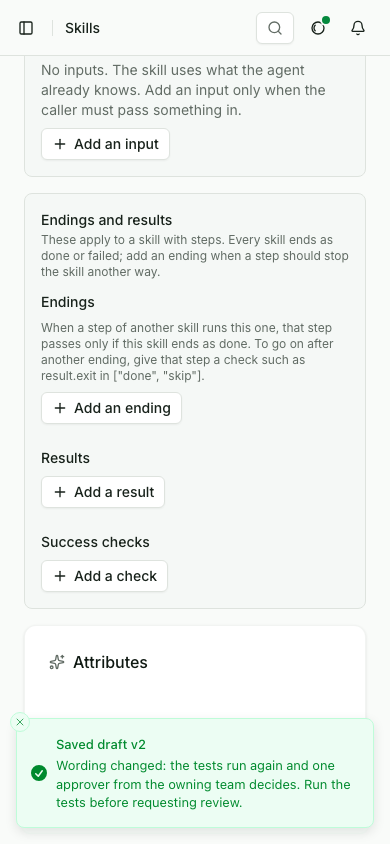 Skills
No inputs. The skill uses what the agent
already knows. Add an input only when the
caller must pass something in.
Add an input
Endings and results
These apply to a skill with steps. Every skill ends as
done or failed; add an ending when a step should stop
the skill another way.
Endings
When a step of another skill runs this one, that step
passes only if this skill ends as done. To go on after
another ending, give that step a check such as
result.exit in ["done", "skip"].
Add an ending
Results
Add a result
Success checks
Add a check
Attributes
Saved draft v2
Wording changed: the tests run again and one
approver from the owning team decides. Run the
tests before requesting review.